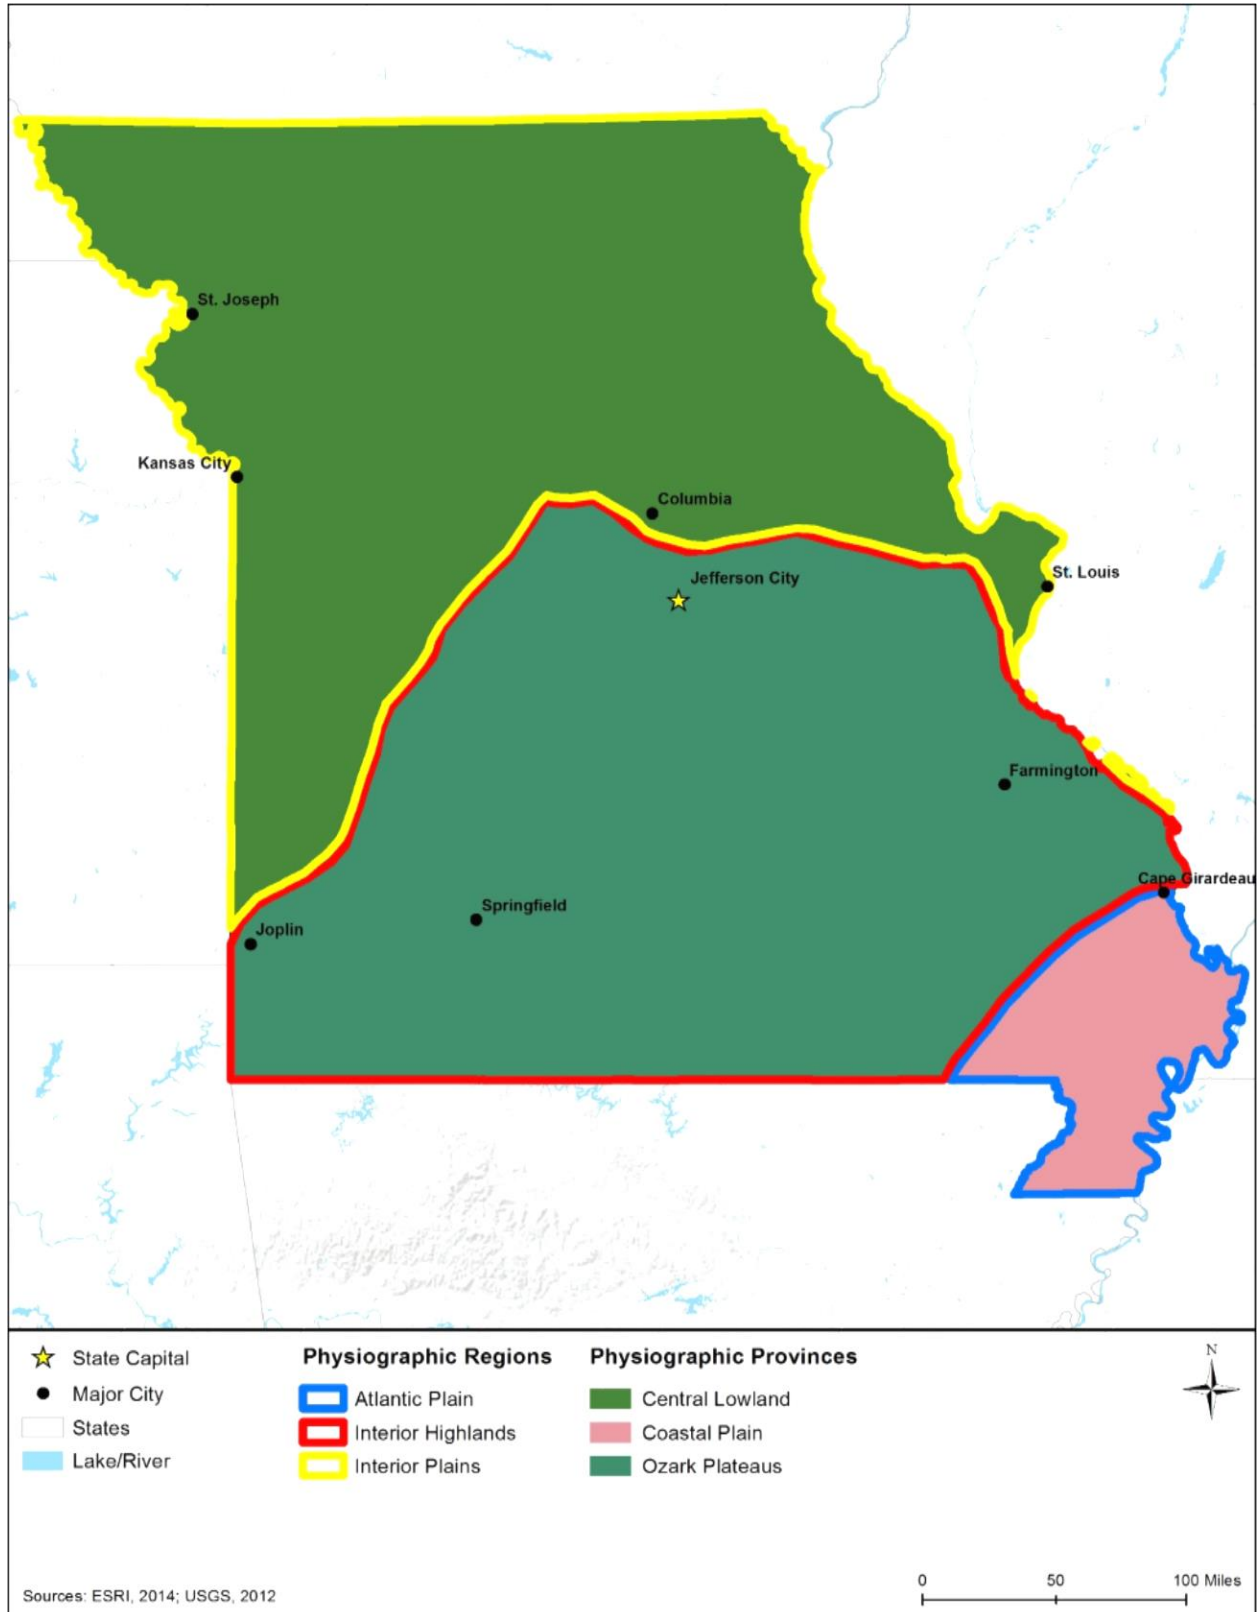 St. Joseph
Kansas City
Columbia
St. Louis
Jefferson City
Farmington
Cape Girardeau
Springfield
Joplin
State Capital
Major City
States
Lake/River
Physiographic Regions
Atlantic Plain
Interior Highlands
Interior Plains
Physiographic Provinces
Central Lowland
Coastal Plain
Ozark Plateaus
N
Sources: ESRI, 2014; USGS, 2012
0 50 100 Miles